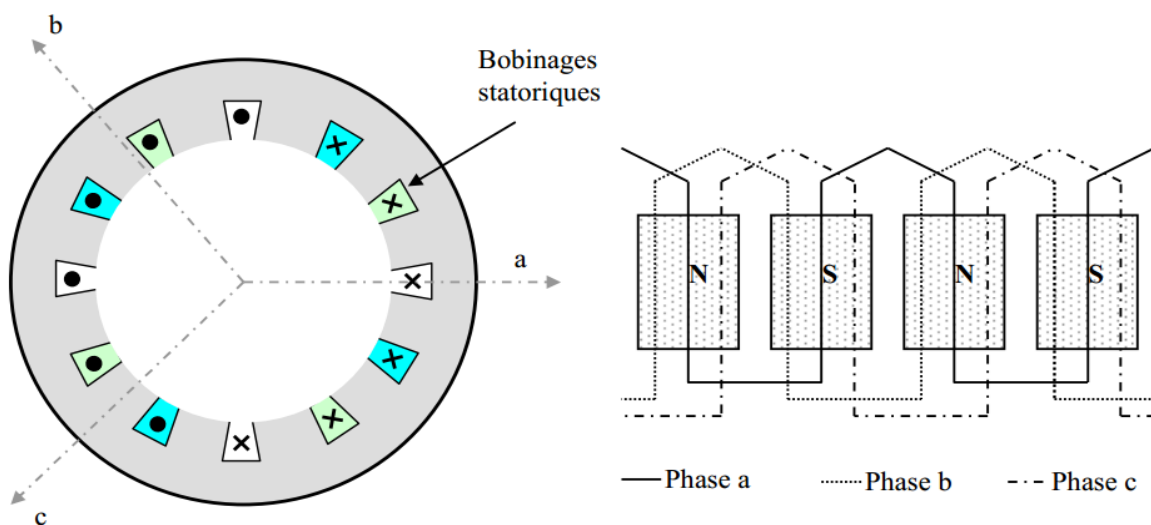 b
Bobinages
statoriques
a
c
N S N S
Phase a Phase b Phase c